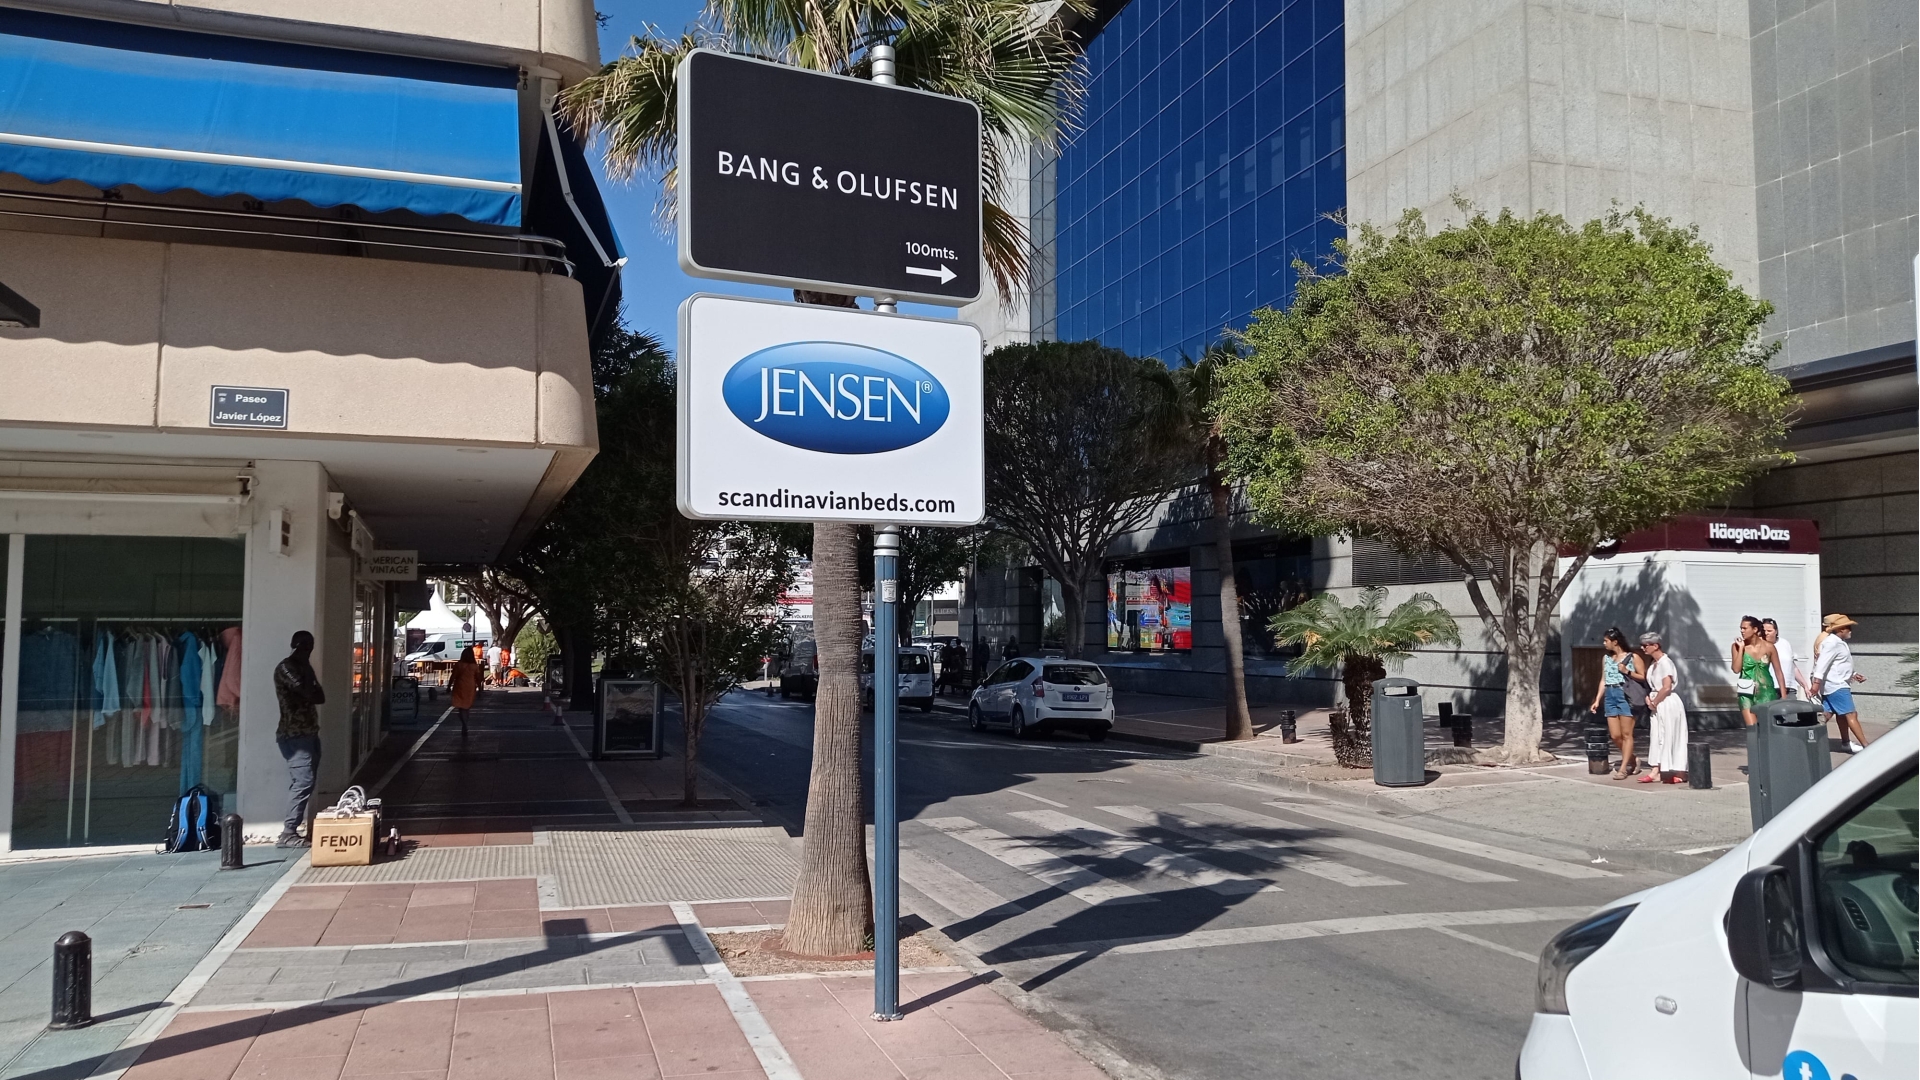 BANG & OLUFSEN
100mts.
JENSEN®
scandinavianbeds.com
Paseo
Javier López
AMERICAN
VINTAGE
FENDI
Häagen-Dazs